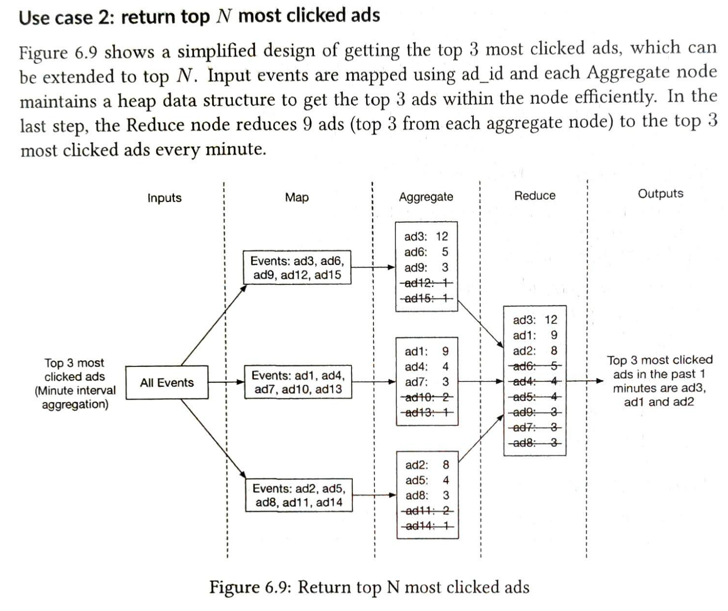 Use case 2: return top N most clicked ads
Figure 6.9 shows a simplified design of getting the top 3 most clicked ads, which can
be extended to top N. Input events are mapped using ad_id and each Aggregate node
maintains a heap data structure to get the top 3 ads within the node efficiently. In the
last step, the Reduce node reduces 9 ads (top 3 from each aggregate node) to the top 3
most clicked ads every minute.
Inputs
Map
Aggregate
Reduce
Outputs
Top 3 most
clicked ads
(Minute interval
aggregation)
All Events
Events: ad3, ad6,
ad9, ad12, ad15
Events: ad1, ad4,
ad7, ad10, ad13
Events: ad2, ad5,
ad8, ad11, ad14
ad3: 12
ad6: 5
ad9: 3
ad12: 1
ad15: 1
ad1: 9
ad4: 4
ad7: 3
ad10: 2
ad13: 1
ad2: 8
ad5: 4
ad8: 3
ad11: 2
ad14: 1
ad3: 12
ad1: 9
ad2: 8
ad6: 5
ad4: 4
ad5: 4
ad9: 3
ad7: 3
ad8: 3
Top 3 most clicked
ads in the past 1
minutes are ad3,
ad1 and ad2
Figure 6.9: Return top N most clicked ads